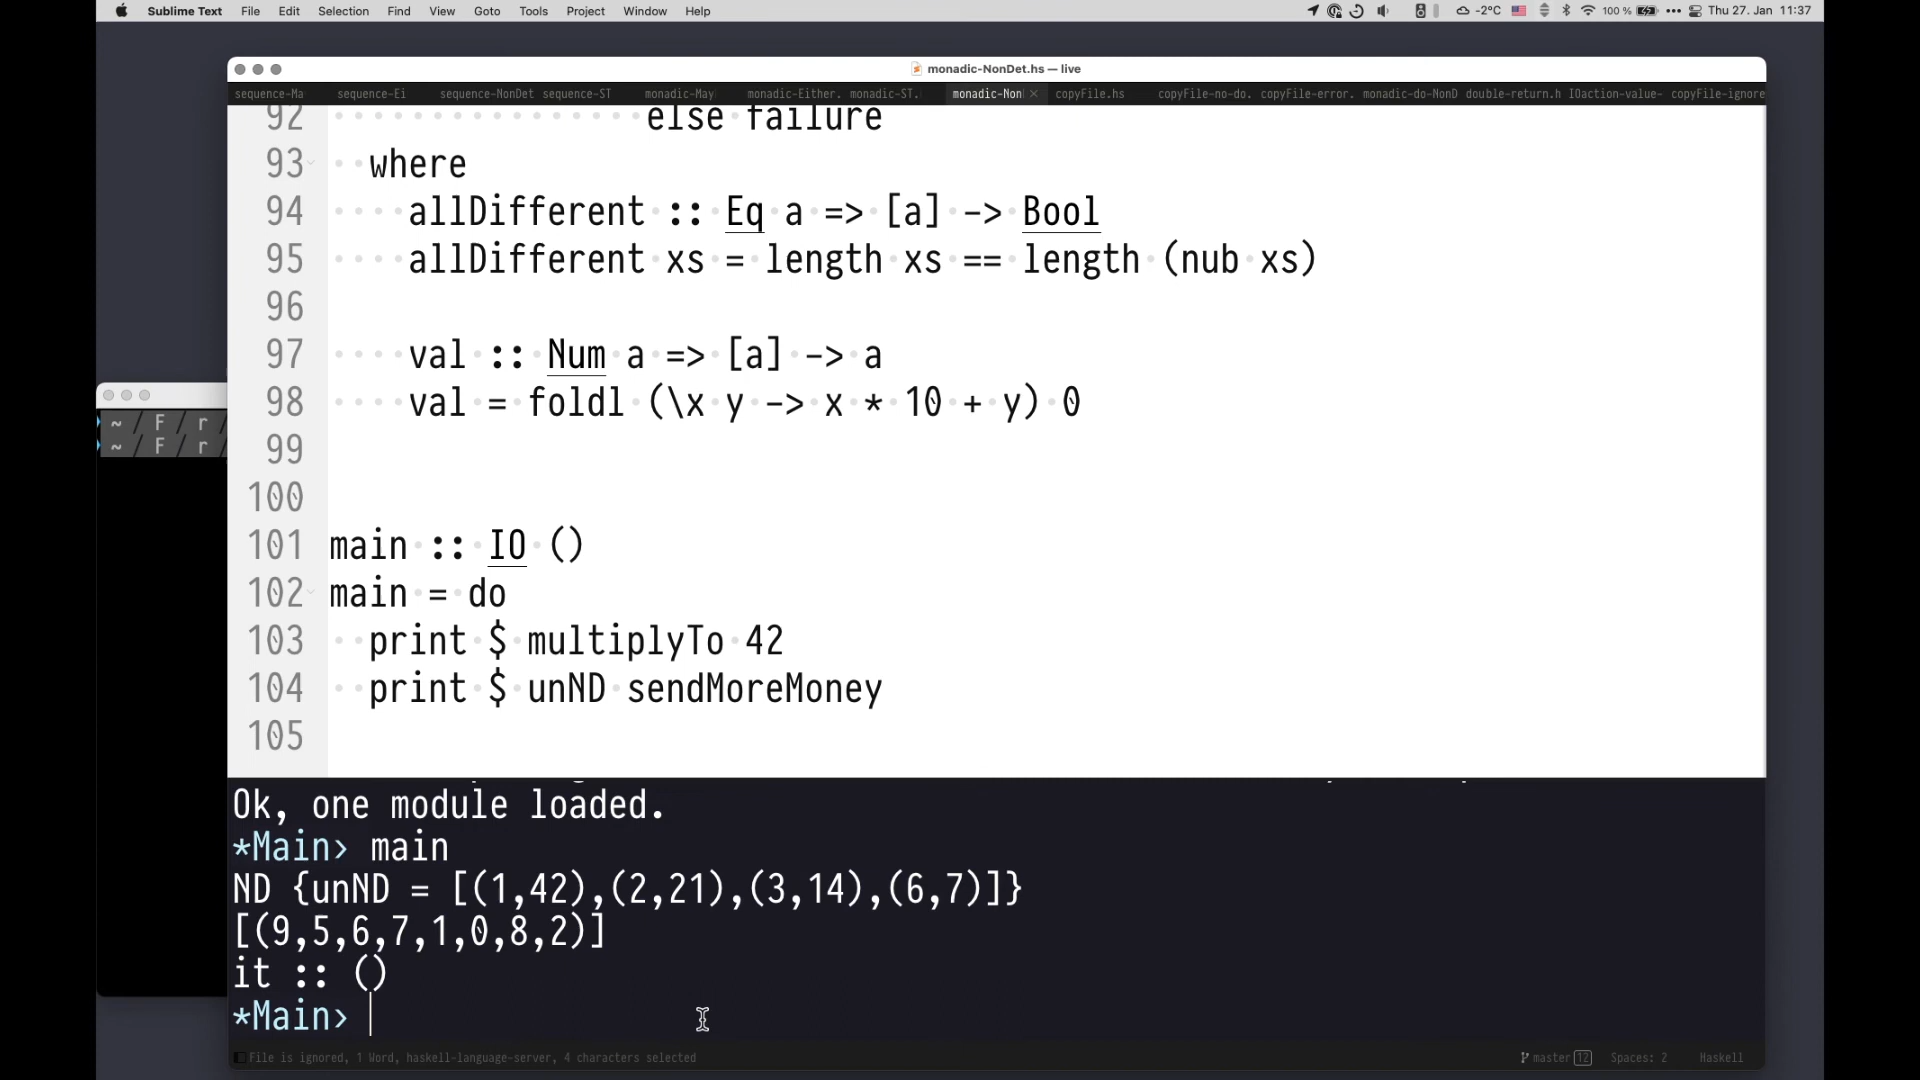 Sublime Text File Edit Selection Find View Goto Tools Project Window Help -2°C 100 % Thu 27. Jan 11:37
monadic-NonDet.hs — live
sequence-Ma sequence-Ei sequence-NonDet sequence-ST monadic-May monadic-Either. monadic-ST. monadic-Non copyFile.hs copyFile-no-do. copyFile-error. monadic-do-NonD double-return.h IOaction-value- copyFile-ignore
92 else failure
93 where
94 allDifferent :: Eq a => [a] -> Bool
95 allDifferent xs = length xs == length (nub xs)
96
97 val :: Num a => [a] -> a
98 val = foldl (\x y -> x * 10 + y) 0
99
100
101 main :: IO ()
102 main = do
103 print $ multiplyTo 42
104 print $ unND sendMoreMoney
105
~ / F / r /
~ / F / r /
Ok, one module loaded.
*Main> main
ND {unND = [(1,42),(2,21),(3,14),(6,7)]}
[(9,5,6,7,1,0,8,2)]
it :: ()
*Main>
File is ignored, 1 Word, haskell-language-server, 4 characters selected master 12 Spaces: 2 Haskell